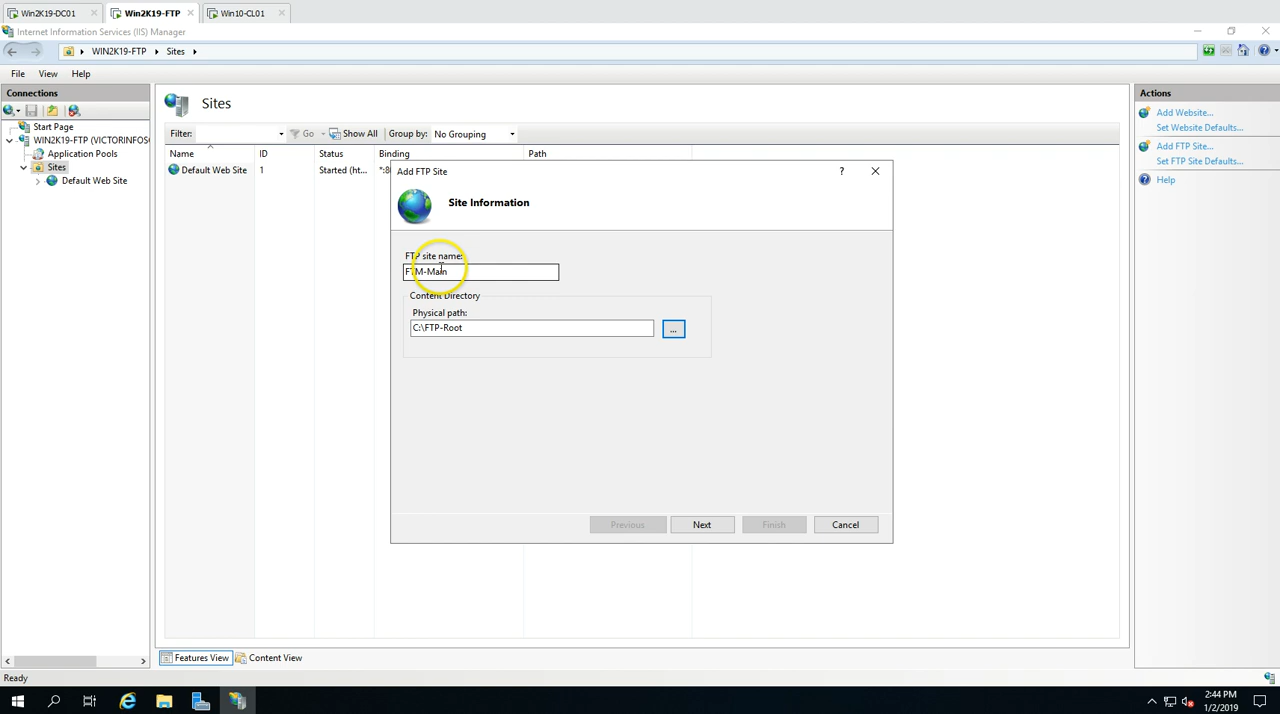 Win2K19-DC01
Win2K19-FTP
Win10-CL01
Internet Information Services (IIS) Manager
WIN2K19-FTP
Sites
File View Help
Connections
Start Page
WIN2K19-FTP (VICTORINFOS
Application Pools
Sites
Default Web Site
Sites
Filter: Go Show All Group by: No Grouping
Name ID Status Binding Path
Default Web Site 1 Started (ht... *:8
Add FTP Site ?
Site Information
FTP site name:
FTM-Main
Content Directory
Physical path:
C:\FTP-Root
...
Previous Next Finish Cancel
Features View Content View
Actions
Add Website...
Set Website Defaults...
Add FTP Site...
Set FTP Site Defaults...
Help
Ready
2:44 PM
1/2/2019